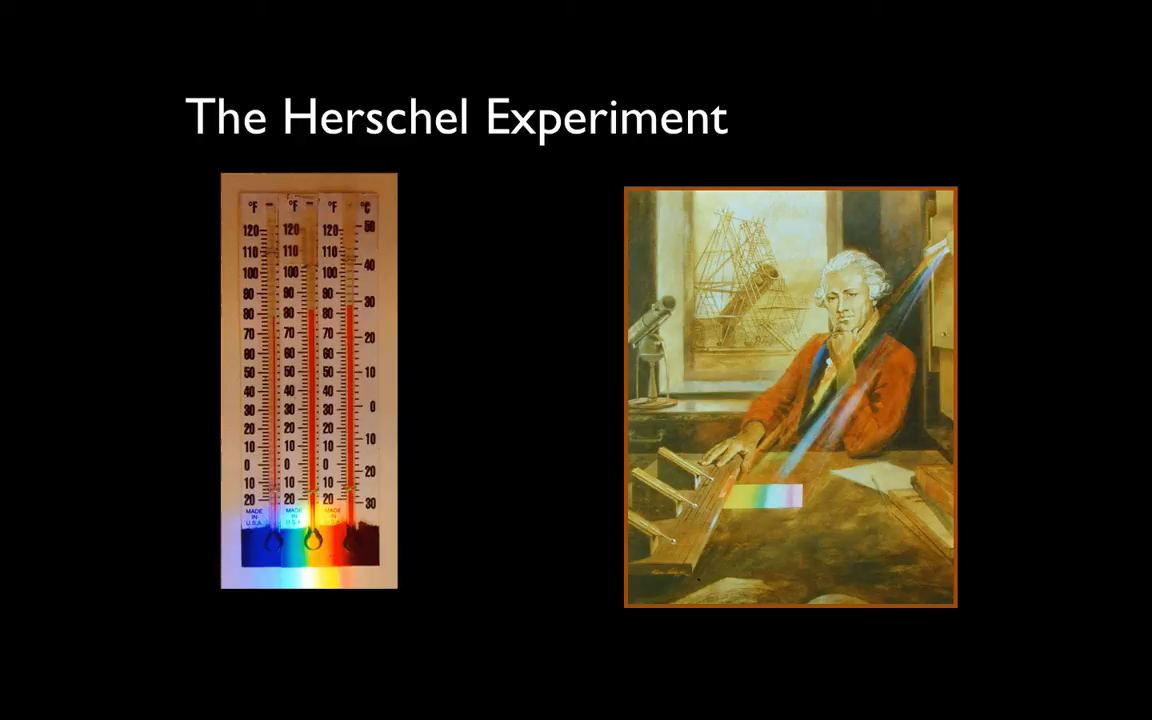 The Herschel Experiment
°F °F °F °C
120 120 120 50
110 110 110
100 100 100 40
90 90 90
80 80 80 30
70 70 70
60 60 60 20
50 50 50 10
40 40 40
30 30 30 0
20 20 20
10 10 10 10
0 0 0
10 10 10 20
20 20 20 30
MADE MADE MADE
IN IN IN
U.S.A. U.S.A. U.S.A.